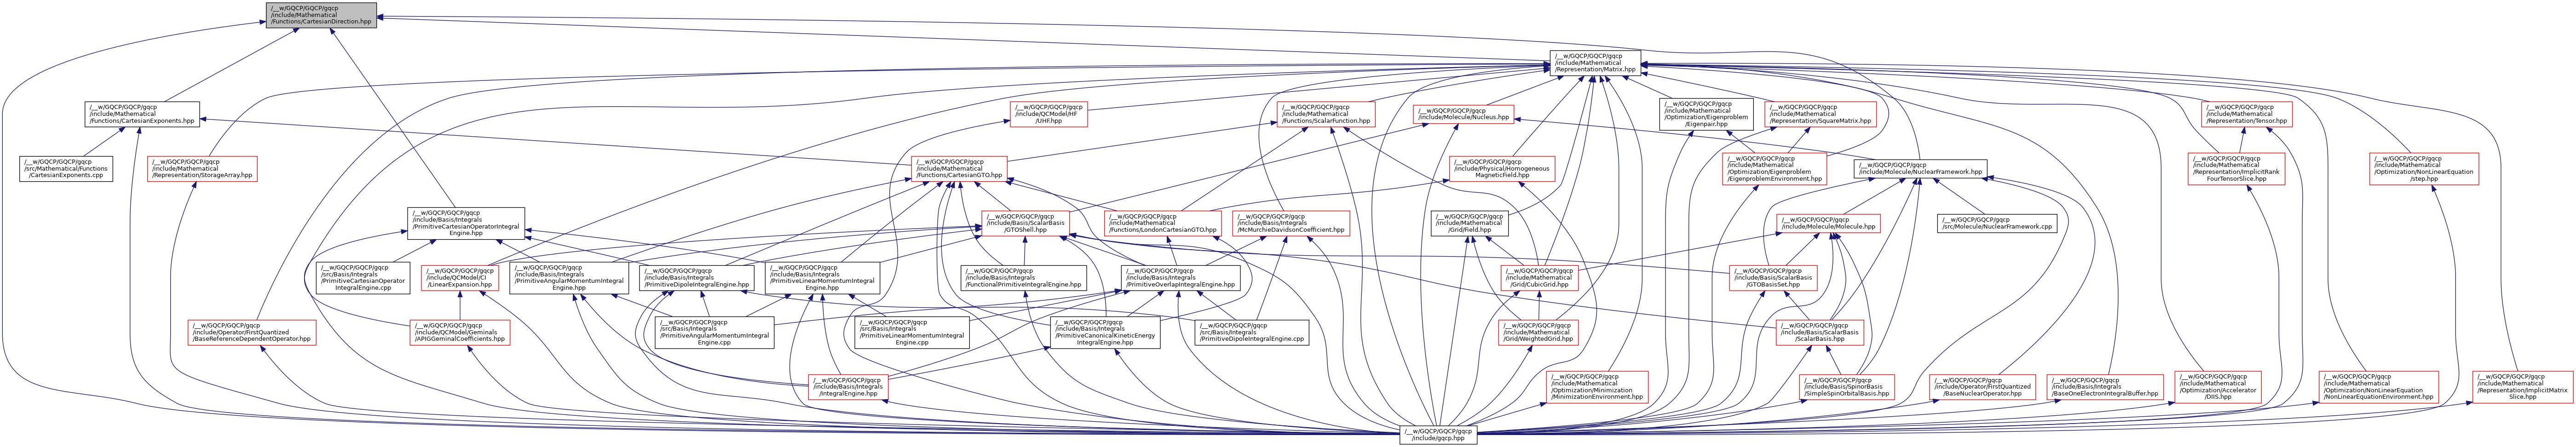 /__w/GQCP/GQCP/gqcp
/include/Mathematical
/Functions/CartesianDirection.hpp
/__w/GQCP/GQCP/gqcp
/include/Mathematical
/Representation/Matrix.hpp
/__w/GQCP/GQCP/gqcp
/include/Mathematical
/Functions/CartesianExponents.hpp
/__w/GQCP/GQCP/gqcp
/include/QCModel/HF
/UHF.hpp
/__w/GQCP/GQCP/gqcp
/include/Mathematical
/Functions/ScalarFunction.hpp
/__w/GQCP/GQCP/gqcp
/include/Molecule/Nucleus.hpp
/__w/GQCP/GQCP/gqcp
/include/Mathematical
/Optimization/Eigenproblem
/Eigenpair.hpp
/__w/GQCP/GQCP/gqcp
/include/Mathematical
/Representation/SquareMatrix.hpp
/__w/GQCP/GQCP/gqcp
/include/Mathematical
/Representation/Tensor.hpp
/__w/GQCP/GQCP/gqcp
/src/Mathematical/Functions
/CartesianExponents.cpp
/__w/GQCP/GQCP/gqcp
/include/Mathematical
/Representation/StorageArray.hpp
/__w/GQCP/GQCP/gqcp
/include/Mathematical
/Functions/CartesianGTO.hpp
/__w/GQCP/GQCP/gqcp
/include/Physical/Homogeneous
MagneticField.hpp
/__w/GQCP/GQCP/gqcp
/include/Mathematical
/Optimization/Eigenproblem
/EigenproblemEnvironment.hpp
/__w/GQCP/GQCP/gqcp
/include/Molecule/NuclearFramework.hpp
/__w/GQCP/GQCP/gqcp
/include/Mathematical
/Representation/ImplicitRank
FourTensorSlice.hpp
/__w/GQCP/GQCP/gqcp
/include/Mathematical
/Optimization/NonLinearEquation
/step.hpp
/__w/GQCP/GQCP/gqcp
/include/Basis/Integrals
/PrimitiveCartesianOperatorIntegral
Engine.hpp
/__w/GQCP/GQCP/gqcp
/include/Basis/ScalarBasis
/GTOShell.hpp
/__w/GQCP/GQCP/gqcp
/include/Mathematical
/Functions/LondonCartesianGTO.hpp
/__w/GQCP/GQCP/gqcp
/include/Basis/Integrals
/McMurchieDavidsonCoefficient.hpp
/__w/GQCP/GQCP/gqcp
/include/Mathematical
/Grid/Field.hpp
/__w/GQCP/GQCP/gqcp
/include/Molecule/Molecule.hpp
/__w/GQCP/GQCP/gqcp
/src/Molecule/NuclearFramework.cpp
/__w/GQCP/GQCP/gqcp
/src/Basis/Integrals
/PrimitiveCartesianOperator
IntegralEngine.cpp
/__w/GQCP/GQCP/gqcp
/include/QCModel/CI
/LinearExpansion.hpp
/__w/GQCP/GQCP/gqcp
/include/Basis/Integrals
/PrimitiveAngularMomentumIntegral
Engine.hpp
/__w/GQCP/GQCP/gqcp
/include/Basis/Integrals
/PrimitiveDipoleIntegralEngine.hpp
/__w/GQCP/GQCP/gqcp
/include/Basis/Integrals
/PrimitiveLinearMomentumIntegral
Engine.hpp
/__w/GQCP/GQCP/gqcp
/include/Basis/Integrals
/FunctionalPrimitiveIntegralEngine.hpp
/__w/GQCP/GQCP/gqcp
/include/Basis/Integrals
/PrimitiveOverlapIntegralEngine.hpp
/__w/GQCP/GQCP/gqcp
/include/Mathematical
/Grid/CubicGrid.hpp
/__w/GQCP/GQCP/gqcp
/include/Basis/ScalarBasis
/GTOBasisSet.hpp
/__w/GQCP/GQCP/gqcp
/include/Operator/FirstQuantized
/BaseReferenceDependentOperator.hpp
/__w/GQCP/GQCP/gqcp
/include/QCModel/Geminals
/APIGGeminalCoefficients.hpp
/__w/GQCP/GQCP/gqcp
/src/Basis/Integrals
/PrimitiveAngularMomentumIntegral
Engine.cpp
/__w/GQCP/GQCP/gqcp
/src/Basis/Integrals
/PrimitiveLinearMomentumIntegral
Engine.cpp
/__w/GQCP/GQCP/gqcp
/include/Basis/Integrals
/PrimitiveCanonicalKineticEnergy
IntegralEngine.hpp
/__w/GQCP/GQCP/gqcp
/src/Basis/Integrals
/PrimitiveDipoleIntegralEngine.cpp
/__w/GQCP/GQCP/gqcp
/include/Mathematical
/Grid/WeightedGrid.hpp
/__w/GQCP/GQCP/gqcp
/include/Basis/ScalarBasis
/ScalarBasis.hpp
/__w/GQCP/GQCP/gqcp
/include/Basis/Integrals
/IntegralEngine.hpp
/__w/GQCP/GQCP/gqcp
/include/Mathematical
/Optimization/Minimization
/MinimizationEnvironment.hpp
/__w/GQCP/GQCP/gqcp
/include/Basis/SpinorBasis
/SimpleSpinOrbitalBasis.hpp
/__w/GQCP/GQCP/gqcp
/include/Operator/FirstQuantized
/BaseNuclearOperator.hpp
/__w/GQCP/GQCP/gqcp
/include/Basis/Integrals
/BaseOneElectronIntegralBuffer.hpp
/__w/GQCP/GQCP/gqcp
/include/Mathematical
/Optimization/Accelerator
/DIIS.hpp
/__w/GQCP/GQCP/gqcp
/include/Mathematical
/Optimization/NonLinearEquation
/NonLinearEquationEnvironment.hpp
/__w/GQCP/GQCP/gqcp
/include/Mathematical
/Representation/ImplicitMatrix
Slice.hpp
/__w/GQCP/GQCP/gqcp
/include/gqcp.hpp